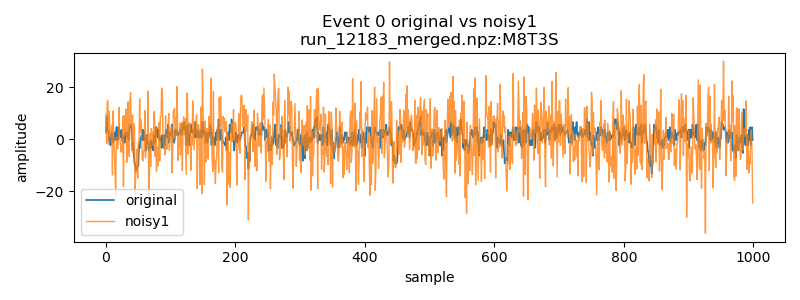 Event 0 original vs noisy1
run_12183_merged.npz:M8T3S
amplitude
20
0
−20
original
noisy1
0
200
400
600
800
1000
sample